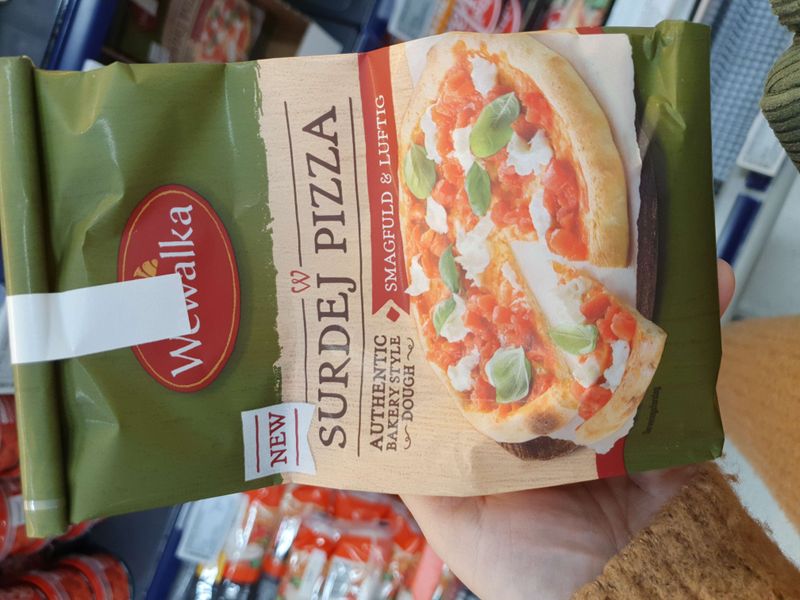 Wewalka
NEW
SURDEJ PIZZA
AUTHENTIC
BAKERY STYLE
DOUGH
SMAGFULD & LUFTIG